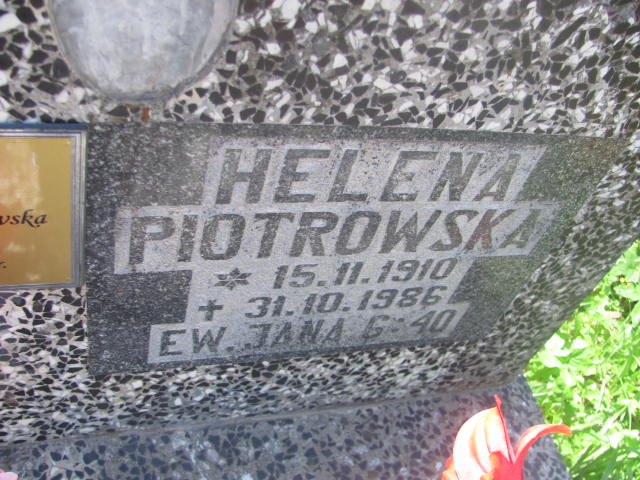 HELENA
PIOTROWSKA
* 15.11.1910
+ 31.10.1986
EW. JANA 6:40